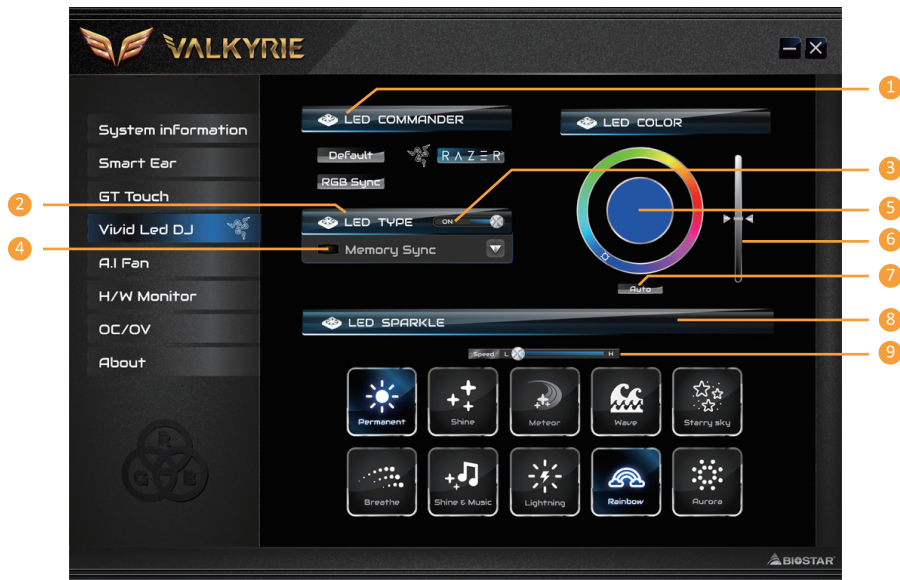 VALKYRIE
System information
Smart Ear
GT Touch
Vivid Led DJ
A.I Fan
H/W Monitor
OC/OV
About
R
G B
LED COMMANDER
Default
RAZER
RGB Sync
LED TYPE ON
Memory Sync
LED COLOR
Auto
LED SPARKLE
Speed L H
Permanent
Shine
Meteor
Wave
Starry sky
Breathe
Shine & Music
Lightning
Rainbow
Aurora
BIOSTAR
1
2
3
4
5
6
7
8
9